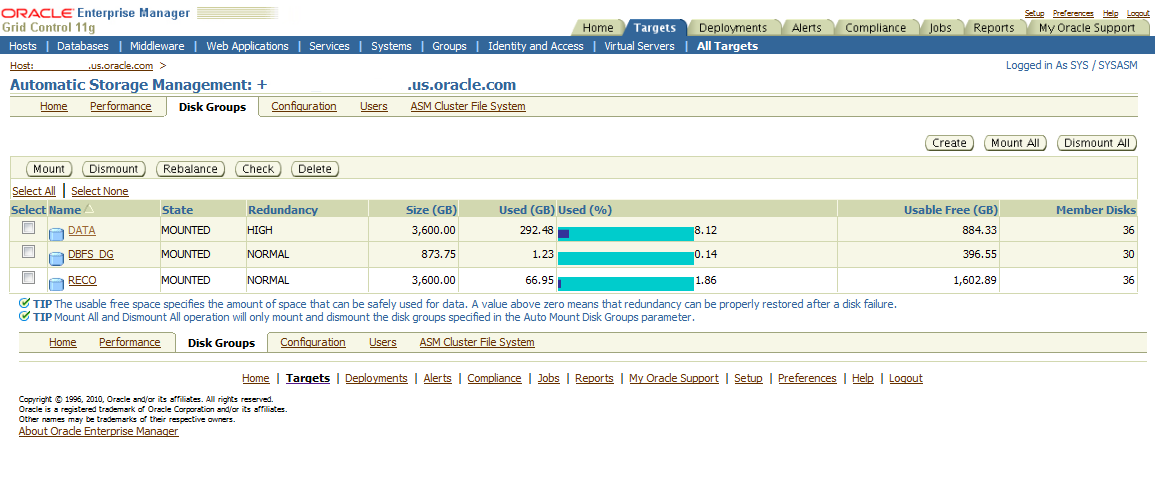 ORACLE Enterprise Manager
Grid Control 11g
Setup Preferences Help Logout
Home Targets Deployments Alerts Compliance Jobs Reports My Oracle Support
Hosts | Databases | Middleware | Web Applications | Services | Systems | Groups | Identity and Access | Virtual Servers | All Targets
Host: .us.oracle.com >
Logged in As SYS / SYSASM
Automatic Storage Management: + .us.oracle.com
Home Performance Disk Groups Configuration Users ASM Cluster File System
Create Mount All Dismount All
Mount Dismount Rebalance Check Delete
Select All | Select None
Select Name State Redundancy Size (GB) Used (GB) Used (%) Usable Free (GB) Member Disks
DATA MOUNTED HIGH 3,600.00 292.48 8.12 884.33 36
DBFS_DG MOUNTED NORMAL 873.75 1.23 0.14 396.55 30
RECO MOUNTED NORMAL 3,600.00 66.95 1.86 1,602.89 36
TIP The usable free space specifies the amount of space that can be safely used for data. A value above zero means that redundancy can be properly restored after a disk failure.
TIP Mount All and Dismount All operation will only mount and dismount the disk groups specified in the Auto Mount Disk Groups parameter.
Home Performance Disk Groups Configuration Users ASM Cluster File System
Home | Targets | Deployments | Alerts | Compliance | Jobs | Reports | My Oracle Support | Setup | Preferences | Help | Logout
Copyright © 1996, 2010, Oracle and/or its affiliates. All rights reserved.
Oracle is a registered trademark of Oracle Corporation and/or its affiliates.
Other names may be trademarks of their respective owners.
About Oracle Enterprise Manager